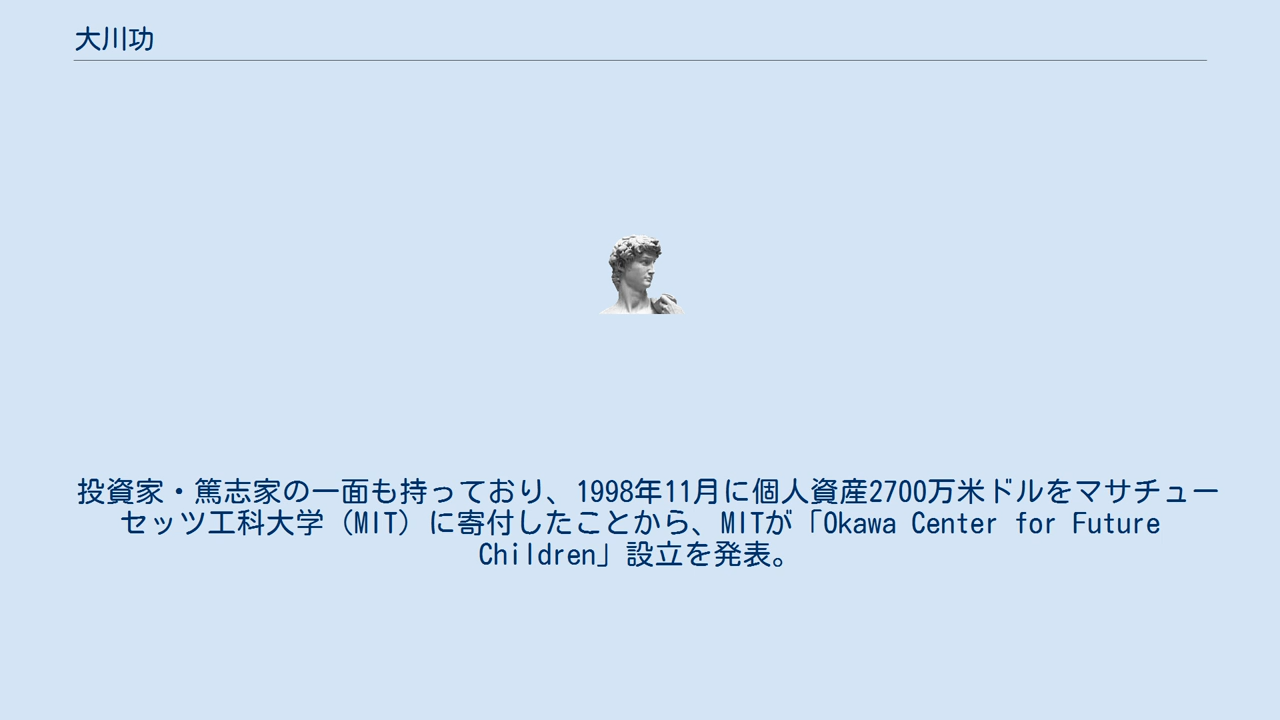 大川功
投資家・篤志家の一面も持っており、1998年11月に個人資産2700万米ドルをマサチュー
セッツ工科大学（MIT）に寄付したことから、MITが「Okawa Center for Future
Children」設立を発表。